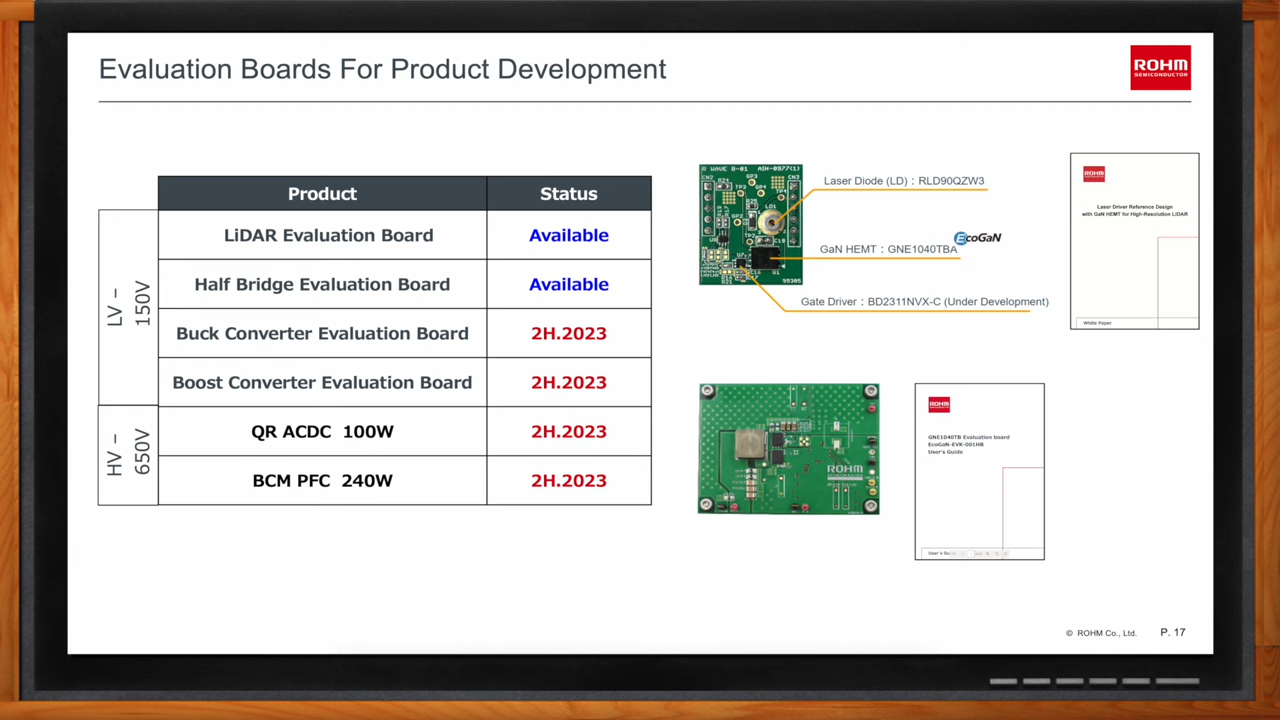 Evaluation Boards For Product Development
ROHM
SEMICONDUCTOR
Product Status
LV –
150V
LiDAR Evaluation Board Available
Half Bridge Evaluation Board Available
Buck Converter Evaluation Board 2H.2023
Boost Converter Evaluation Board 2H.2023
HV –
650V
QR ACDC 100W 2H.2023
BCM PFC 240W 2H.2023
Laser Diode (LD) : RLD90QZW3
EcoGaN
GaN HEMT : GNE1040TBA
Gate Driver : BD2311NVX-C (Under Development)
ROHM
Laser Driver Reference Design
with GaN HEMT for High-Resolution LiDAR
White Paper
ROHM
ROHM
GNE1040TB Evaluation board
EcoGaN-EVK-001HB
User's Guide
© ROHM Co., Ltd.
P. 17